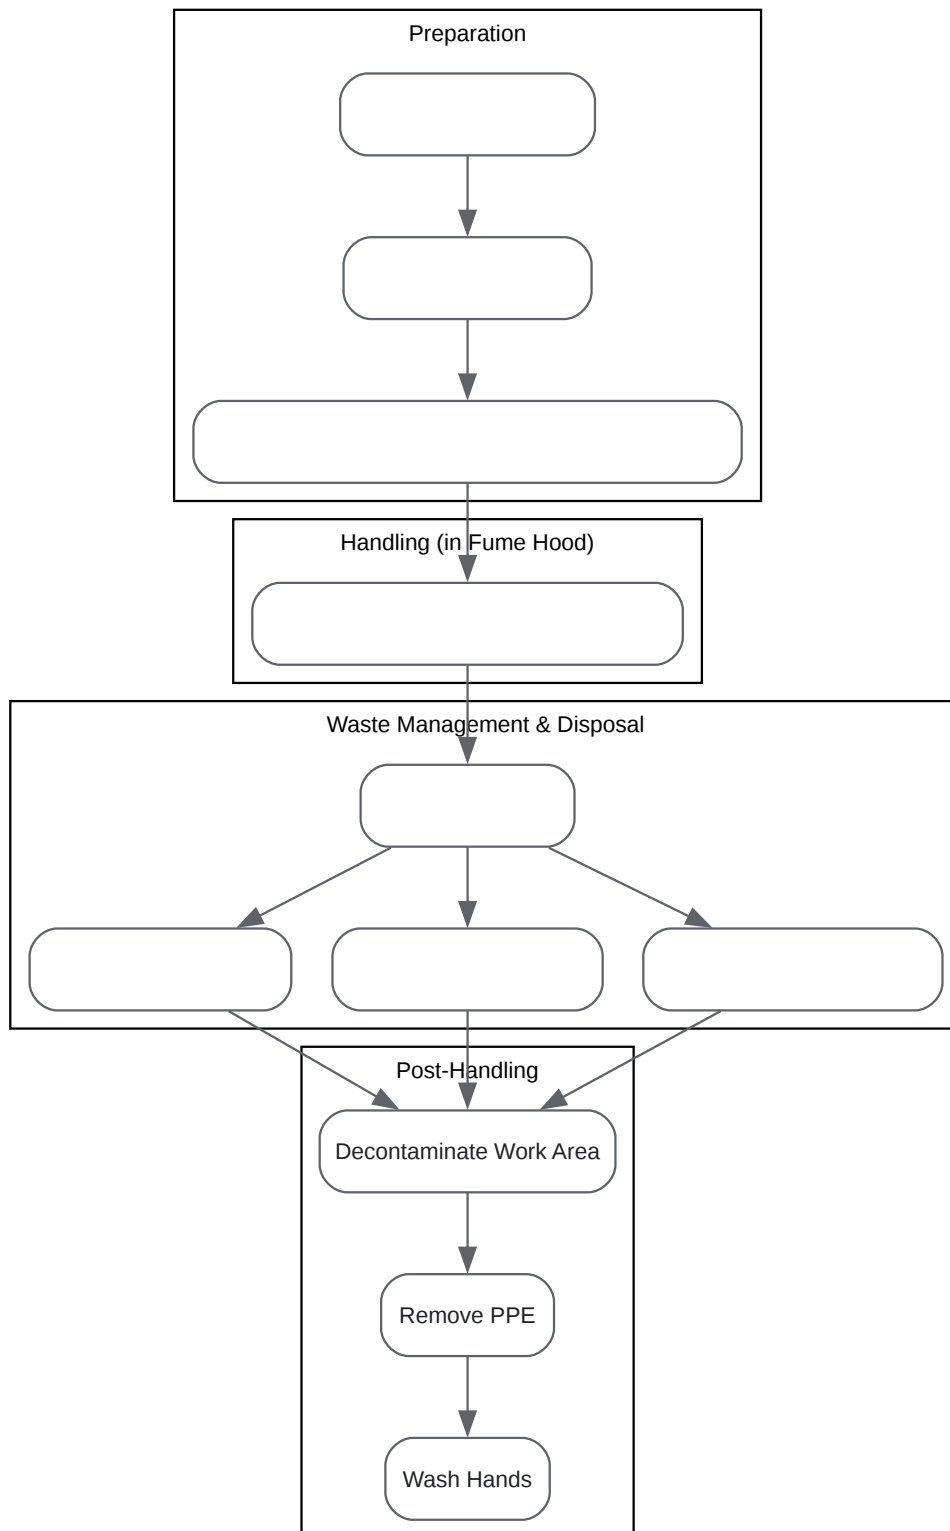 Preparation
Handling (in Fume Hood)
Waste Management & Disposal
Post-Handling
Decontaminate Work Area
Remove PPE
Wash Hands